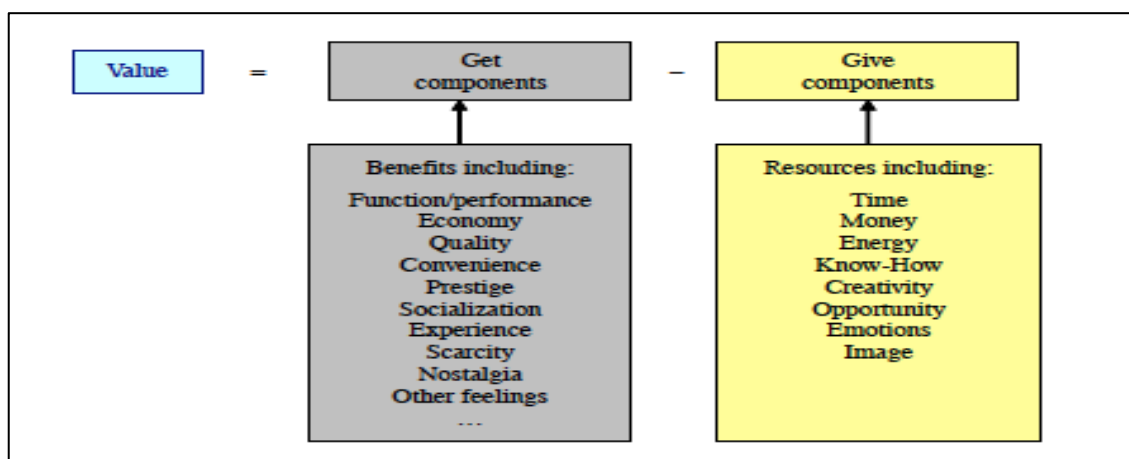 Value
=
Get
components
–
Give
components
Benefits including:
Function/performance
Economy
Quality
Convenience
Prestige
Socialization
Experience
Scarcity
Nostalgia
Other feelings
...
Resources including:
Time
Money
Energy
Know-How
Creativity
Opportunity
Emotions
Image